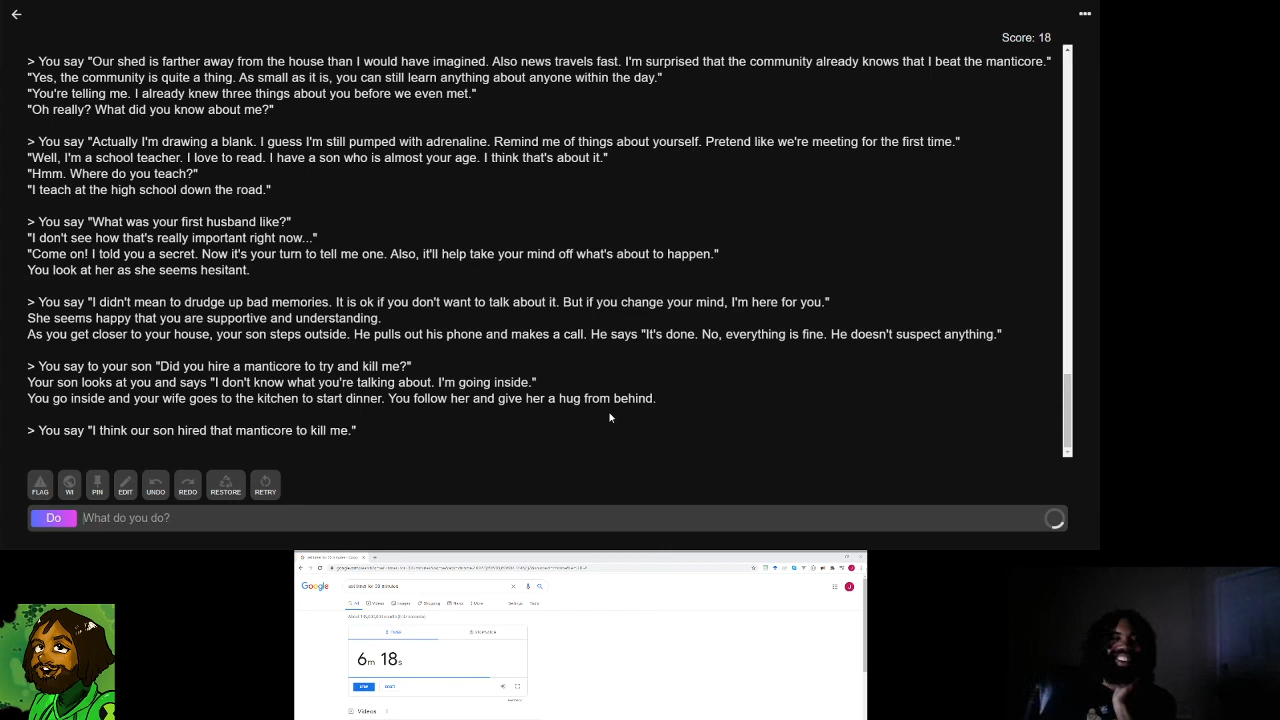 Score: 18
> You say "Our shed is farther away from the house than I would have imagined. Also news travels fast. I'm surprised that the community already knows that I beat the manticore."
"Yes, the community is quite a thing. As small as it is, you can still learn anything about anyone within the day."
"You're telling me. I already knew three things about you before we even met."
"Oh really? What did you know about me?"
> You say "Actually I'm drawing a blank. I guess I'm still pumped with adrenaline. Remind me of things about yourself. Pretend like we're meeting for the first time."
"Well, I'm a school teacher. I love to read. I have a son who is almost your age. I think that's about it."
"Hmm. Where do you teach?"
"I teach at the high school down the road."
> You say "What was your first husband like?"
"I don't see how that's really important right now..."
"Come on! I told you a secret. Now it's your turn to tell me one. Also, it'll help take your mind off what's about to happen."
You look at her as she seems hesitant.
> You say "I didn't mean to drudge up bad memories. It is ok if you don't want to talk about it. But if you change your mind, I'm here for you."
She seems happy that you are supportive and understanding.
As you get closer to your house, your son steps outside. He pulls out his phone and makes a call. He says "It's done. No, everything is fine. He doesn't suspect anything."
> You say to your son "Did you hire a manticore to try and kill me?"
Your son looks at you and says "I don't know what you're talking about. I'm going inside."
You go inside and your wife goes to the kitchen to start dinner. You follow her and give her a hug from behind.
> You say "I think our son hired that manticore to kill me."
FLAG WI PIN EDIT UNDO REDO RESTORE RETRY
Do What do you do?
Google
All Videos Images Shopping News More Settings Tools
TIMER STOPWATCH
6m 18s
STOP RESET
Videos